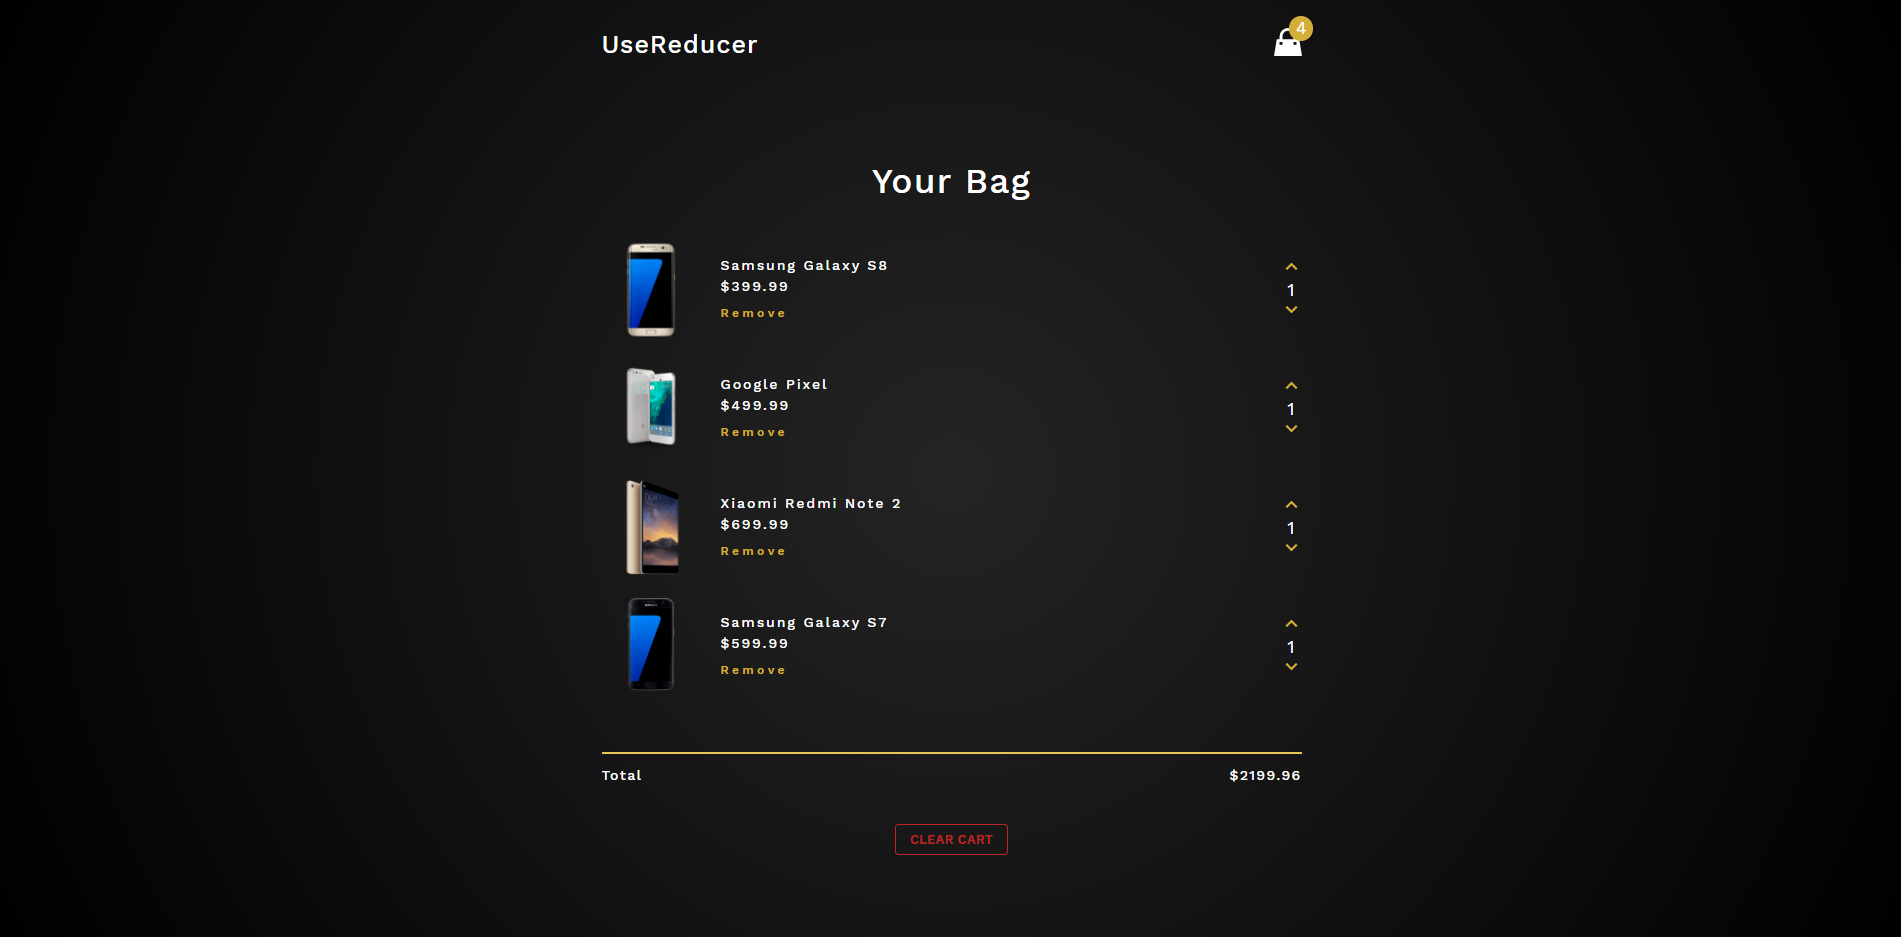 UseReducer
4
Your Bag
Samsung Galaxy S8
$399.99
Remove
1
Google Pixel
$499.99
Remove
1
Xiaomi Redmi Note 2
$699.99
Remove
1
Samsung Galaxy S7
$599.99
Remove
1
Total
$2199.96
CLEAR CART